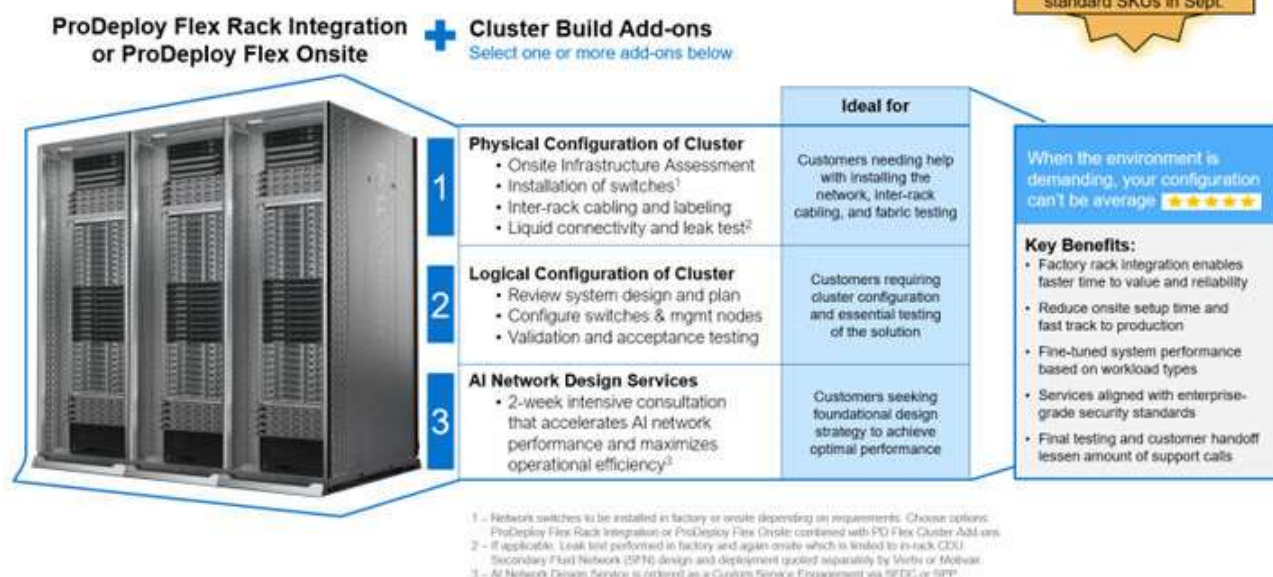 standard SKUs in Sept.
ProDeploy Flex Rack Integration
or ProDeploy Flex Onsite
+
Cluster Build Add-ons
Select one or more add-ons below
Ideal for
1
Physical Configuration of Cluster
• Onsite Infrastructure Assessment
• Installation of switches1
• Inter-rack cabling and labeling
• Liquid connectivity and leak test2
Customers needing help
with installing the
network, inter-rack
cabling, and fabric testing
2
Logical Configuration of Cluster
• Review system design and plan
• Configure switches & mgmt nodes
• Validation and acceptance testing
Customers requiring
cluster configuration
and essential testing
of the solution
3
AI Network Design Services
• 2-week intensive consultation
that accelerates AI network
performance and maximizes
operational efficiency3
Customers seeking
foundational design
strategy to achieve
optimal performance
When the environment is
demanding, your configuration
can't be average
Key Benefits:
• Factory rack integration enables
faster time to value and reliability
• Reduce onsite setup time and
fast track to production
• Fine-tuned system performance
based on workload types
• Services aligned with enterprise-
grade security standards
• Final testing and customer handoff
lessen amount of support calls
1 – Network switches to be installed in factory or onsite depending on requirements. Choose options:
ProDeploy Flex Rack Integration or ProDeploy Flex Onsite combined with PD Flex Cluster Add-ons
2 – If applicable. Leak test performed in factory and again onsite which is limited to in-rack CDU.
Secondary Fluid Network (SFN) design and deployment quoted separately by Vertiv or Motivair.
3 – AI Network Design Service is ordered as a Custom Service Engagement via SFDC or SPP